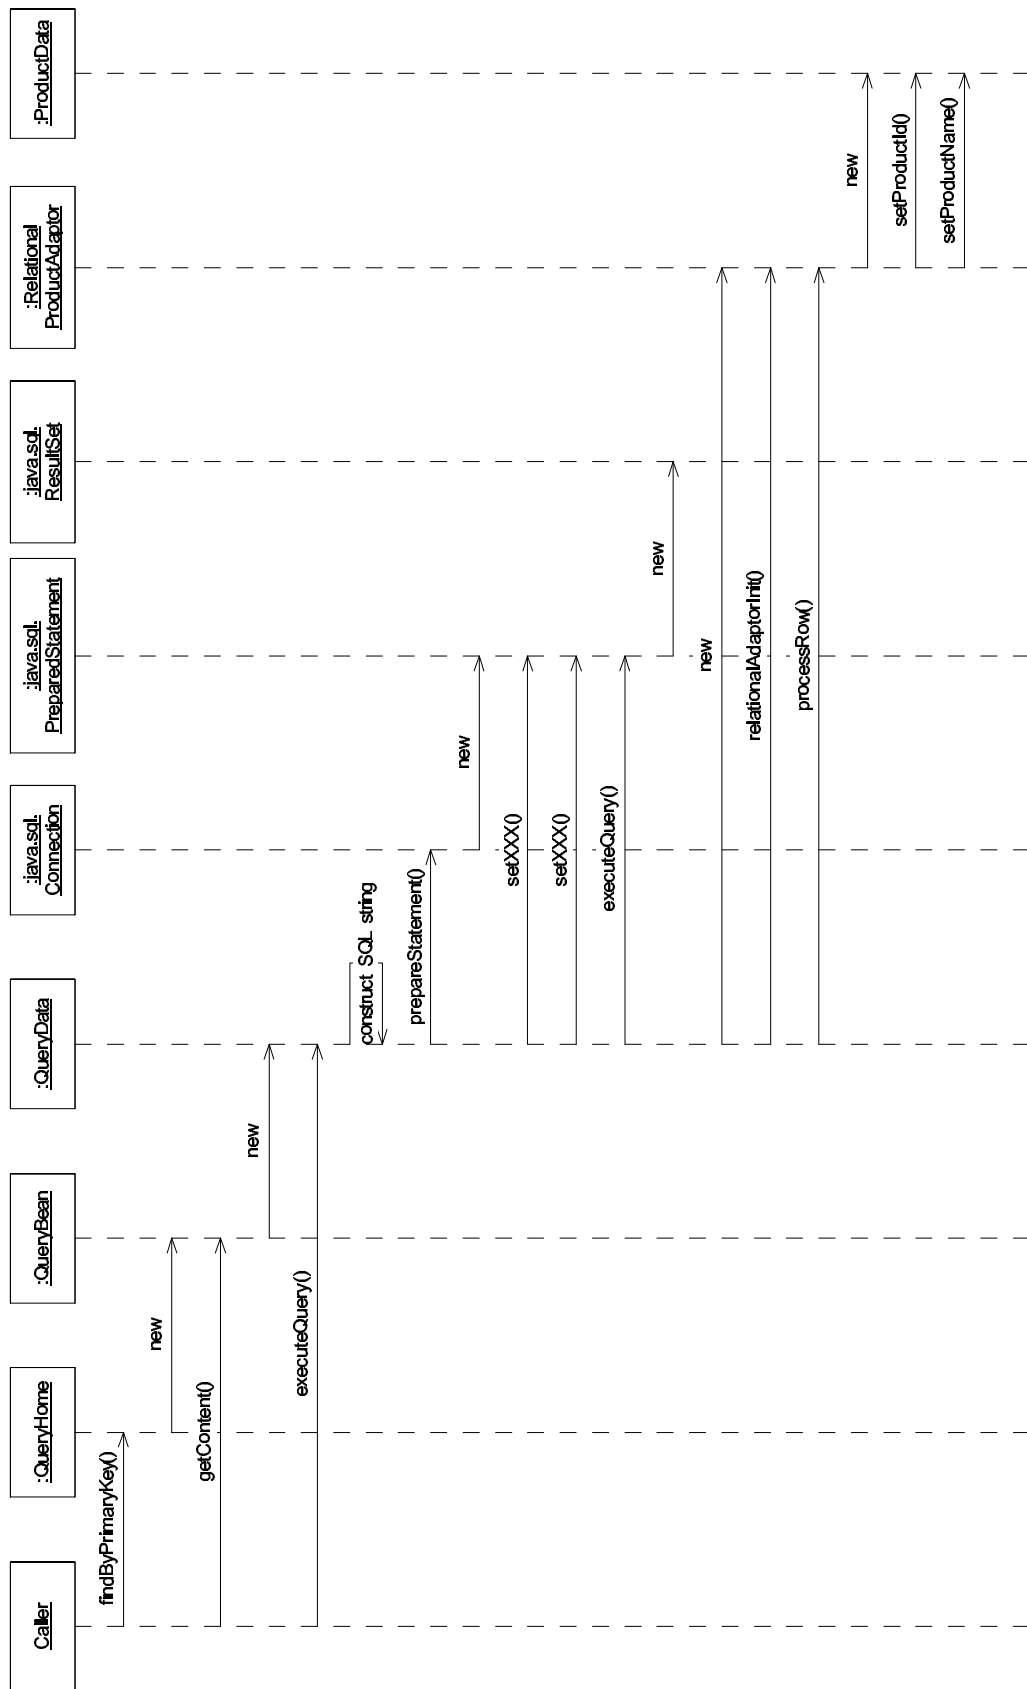 Caller
:QueryHome
:QueryBean
:QueryData
:java.sql.
Connection
:java.sql.
PreparedStatement
:java.sql.
ResultSet
:Relational
ProductAdaptor
:ProductData
findByPrimaryKey()
new
getContent()
new
executeQuery()
construct SQL string
prepareStatement()
new
setXXX()
setXXX()
executeQuery()
new
new
relationalAdaptorInit()
processRow()
new
setProductId()
setProductName()